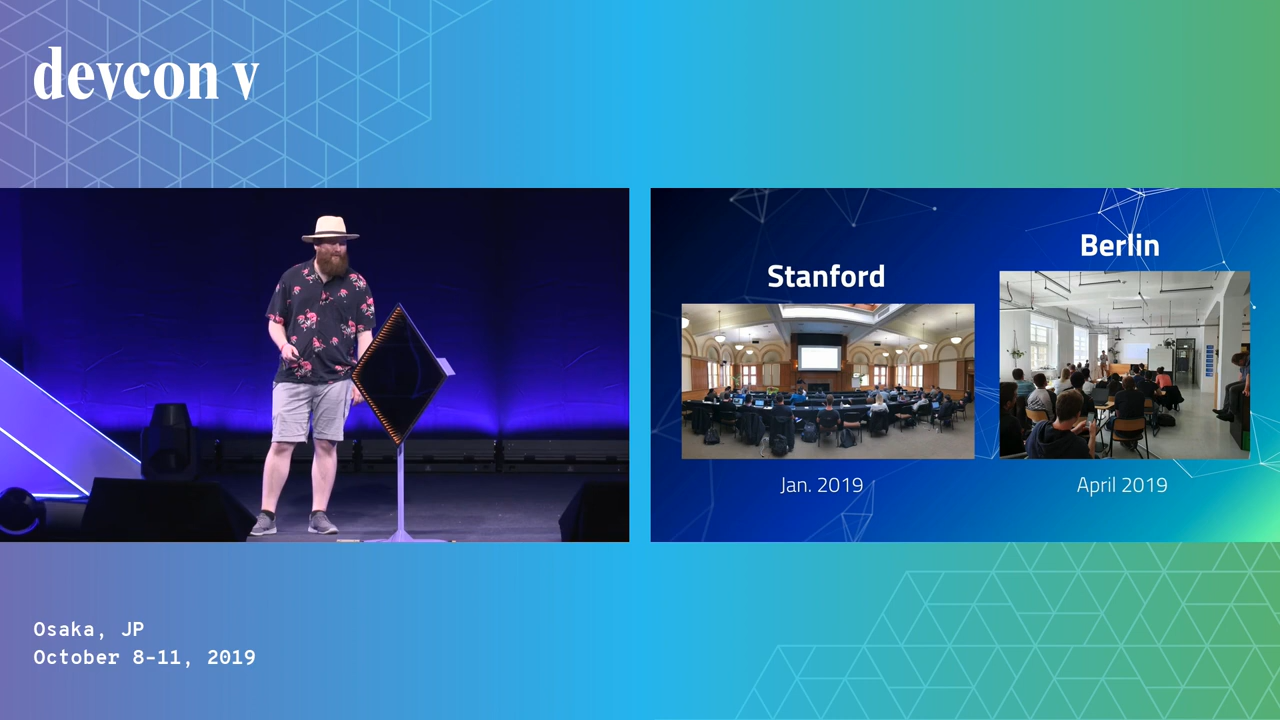 devcon v
Stanford
Berlin
Jan. 2019
April 2019
Osaka, JP
October 8-11, 2019